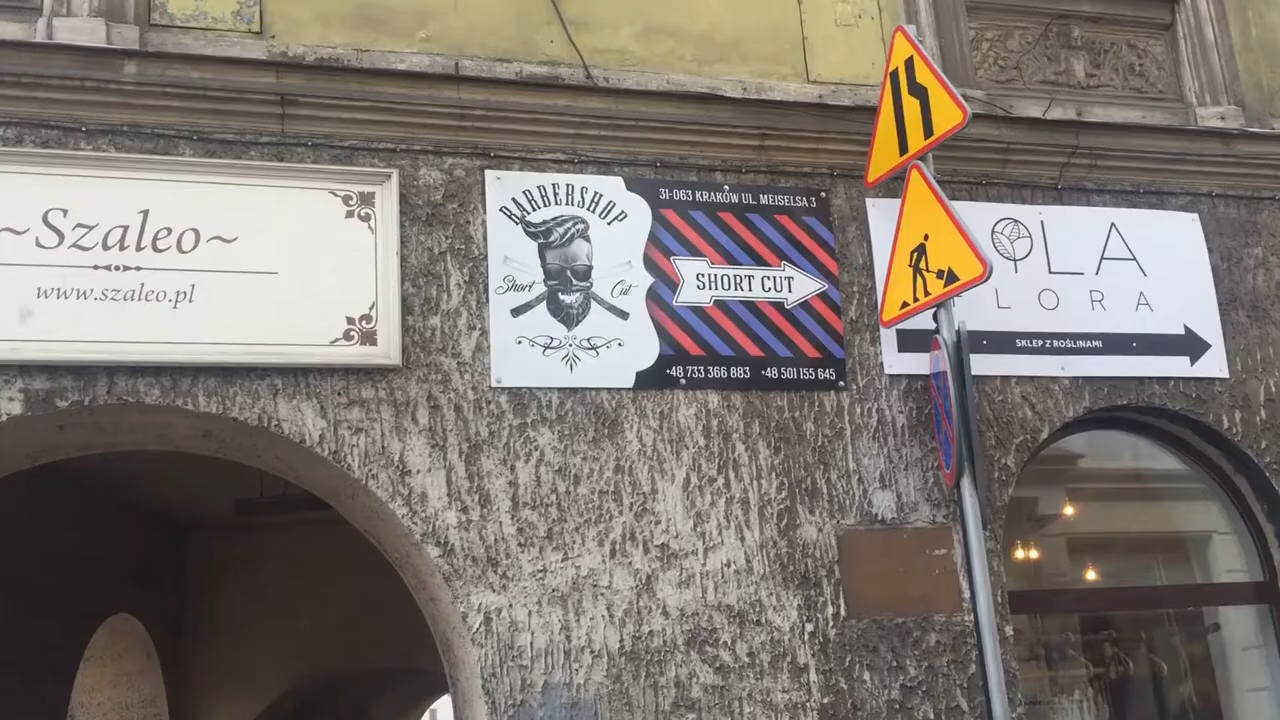 ~Szaleo~
www.szaleo.pl
BARBERSHOP
Short Cut
31-063 KRAKÓW UL. MEISELSA 3
SHORT CUT
+48 733 366 883 +48 501 155 645
LA
LORA
SKLEP Z ROŚLINAMI